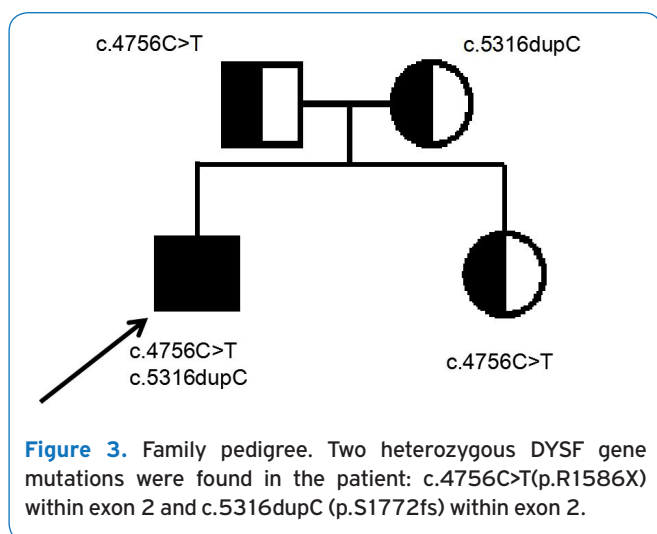 c.4756C>T
c.5316dupC
c.4756C>T
c.5316dupC
c.4756C>T
Figure 3. Family pedigree. Two heterozygous DYSF gene
mutations were found in the patient: c.4756C>T(p.R1586X)
within exon 2 and c.5316dupC (p.S1772fs) within exon 2.